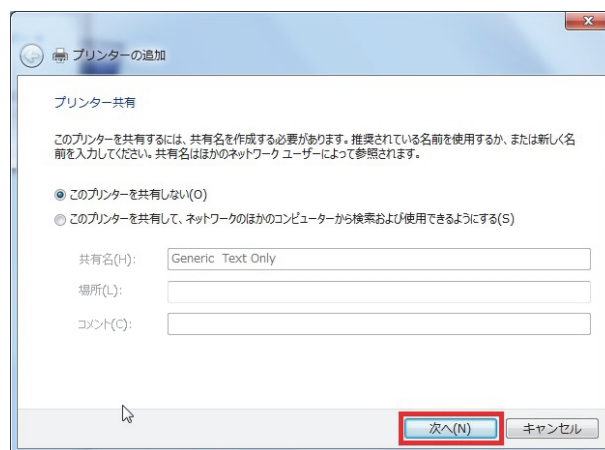 プリンターの追加
プリンター共有
このプリンターを共有するには、共有名を作成する必要があります。推奨されている名前を使用するか、または新しく名
前を入力してください。共有名はほかのネットワーク ユーザーによって参照されます。
このプリンターを共有しない(O)
このプリンターを共有して、ネットワークのほかのコンピューターから検索および使用できるようにする(S)
共有名(H): Generic Text Only
場所(L):
コメント(C):
次へ(N) キャンセル